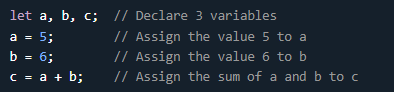 let a, b, c;  // Declare 3 variables
a = 5;        // Assign the value 5 to a
b = 6;        // Assign the value 6 to b
c = a + b;    // Assign the sum of a and b to c